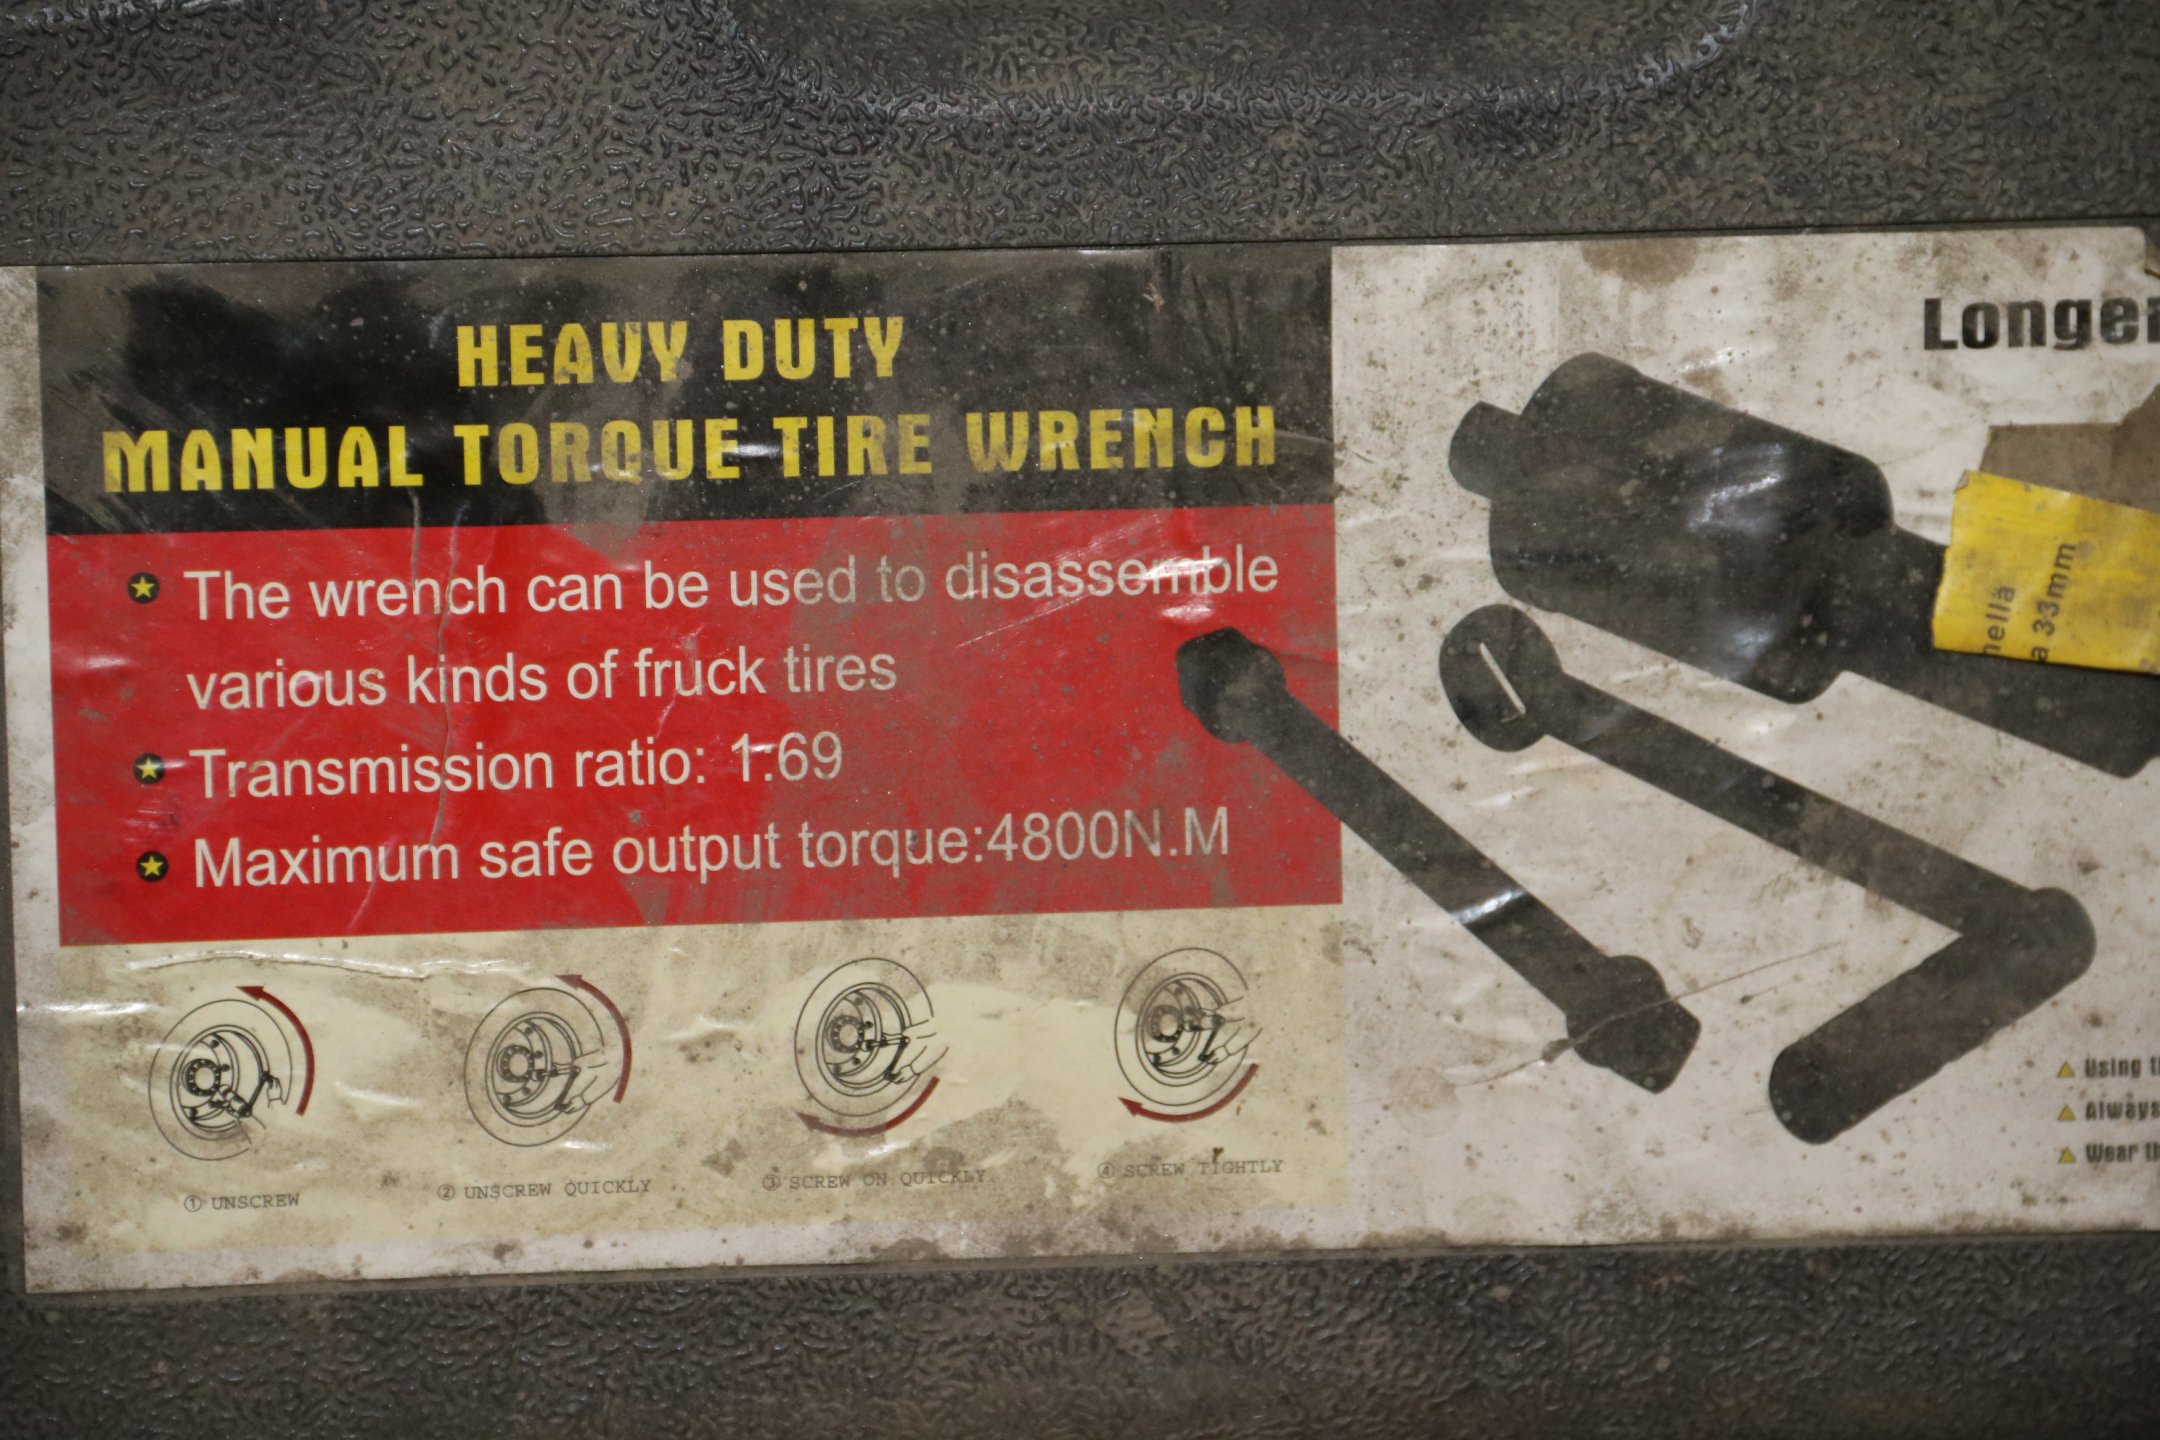 HEAVY DUTY
MANUAL TORQUE TIRE WRENCH
The wrench can be used to disassemble
various kinds of fruck tires
Transmission ratio: 1:69
Maximum safe output torque:4800N.M
① UNSCREW
② UNSCREW QUICKLY
③ SCREW ON QUICKLY
④ SCREW TIGHTLY
Longer
33mm
Using
Always
Wear